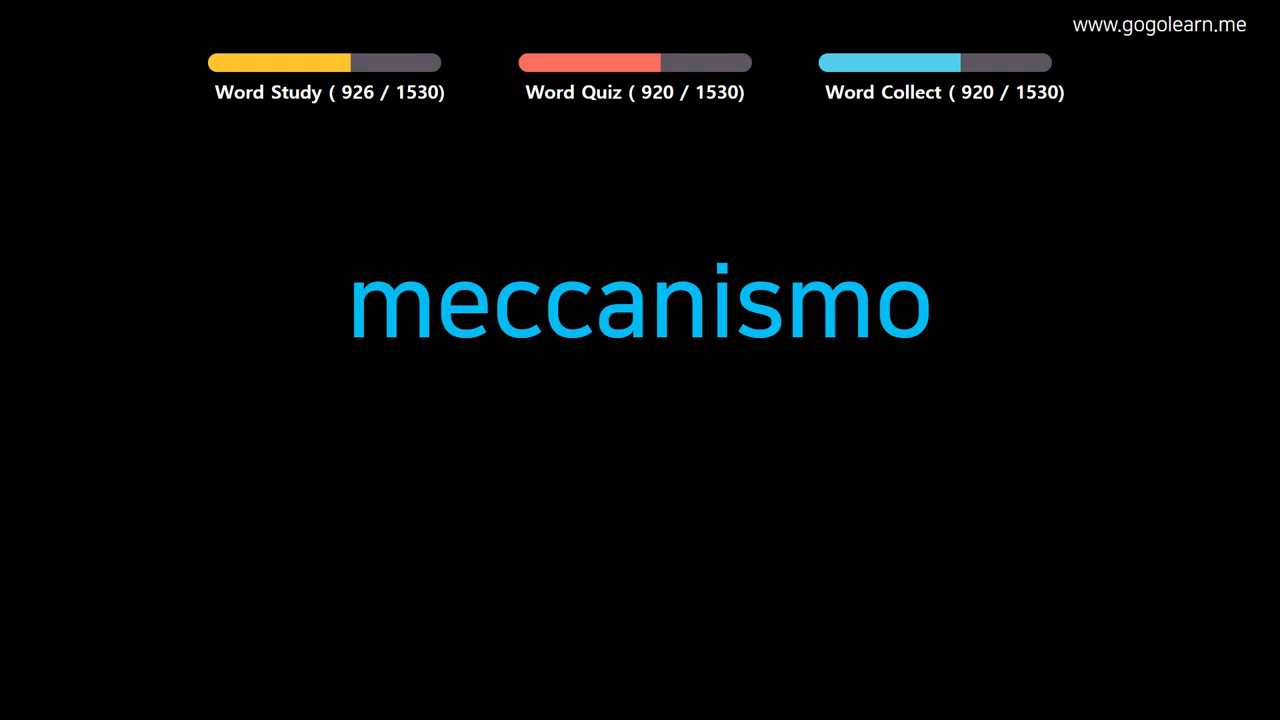 www.gogolearn.me
Word Study ( 926 / 1530)
Word Quiz ( 920 / 1530)
Word Collect ( 920 / 1530)
meccanismo